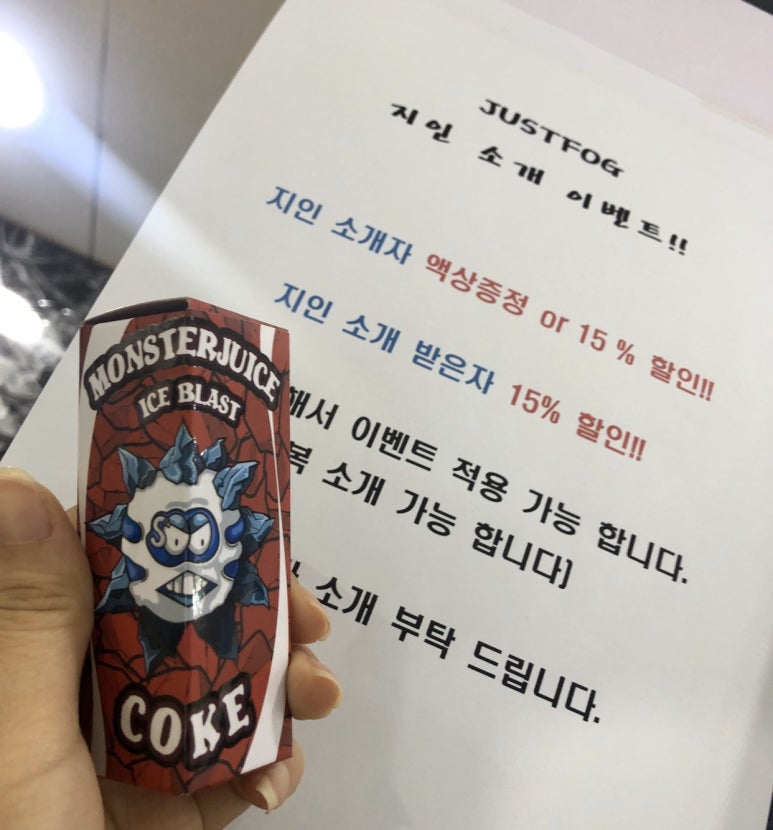 JUSTFOG
지인 소개 이벤트!!
지인 소개자 액상증정 or 15% 할인!!
지인 소개 받은자 15% 할인!!
해서 이벤트 적용 가능 합니다.
복 소개 가능 합니다)
소개 부탁 드립니다.
MONSTERJUICE
ICE BLAST
COKE